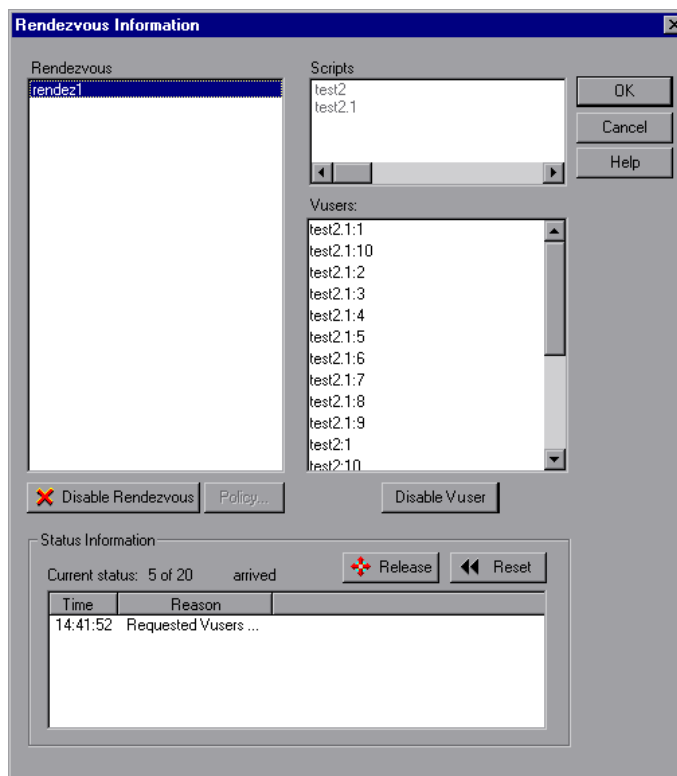 Rendezvous Information
Rendezvous
rendez1
Scripts
test2
test2.1
OK
Cancel
Help
Vusers:
test2.1:1
test2.1:10
test2.1:2
test2.1:3
test2.1:4
test2.1:5
test2.1:6
test2.1:7
test2.1:8
test2.1:9
test2:1
test2:10
Disable Rendezvous
Policy...
Disable Vuser
Status Information
Current status: 5 of 20 arrived
Release
Reset
Time Reason
14:41:52 Requested Vusers ...